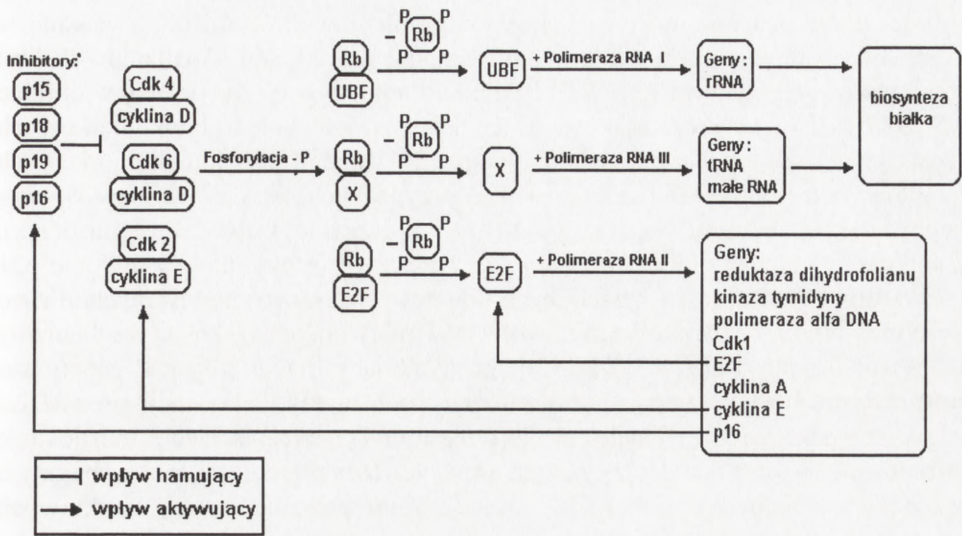 Inhibitory:*
p15
p18
p19
p16
Cdk 4
cyklina D
Cdk 6
cyklina D
Cdk 2
cyklina E
Fosforylacja - P
Rb
UBF
P P
Rb
– P P
UBF
+ Polimeraza RNA I
Geny :
rRNA
biosynteza
białka
Rb
X
P P
– Rb
P P
X
+ Polimeraza RNA III
Geny :
tRNA
małe RNA
Rb
E2F
P P
– Rb
P P
E2F
+ Polimeraza RNA II
Geny:
reduktaza dihydrofolianu
kinaza tymidyny
polimeraza alfa DNA
Cdk1
E2F
cyklina A
cyklina E
p16
wpływ hamujący
wpływ aktywujący